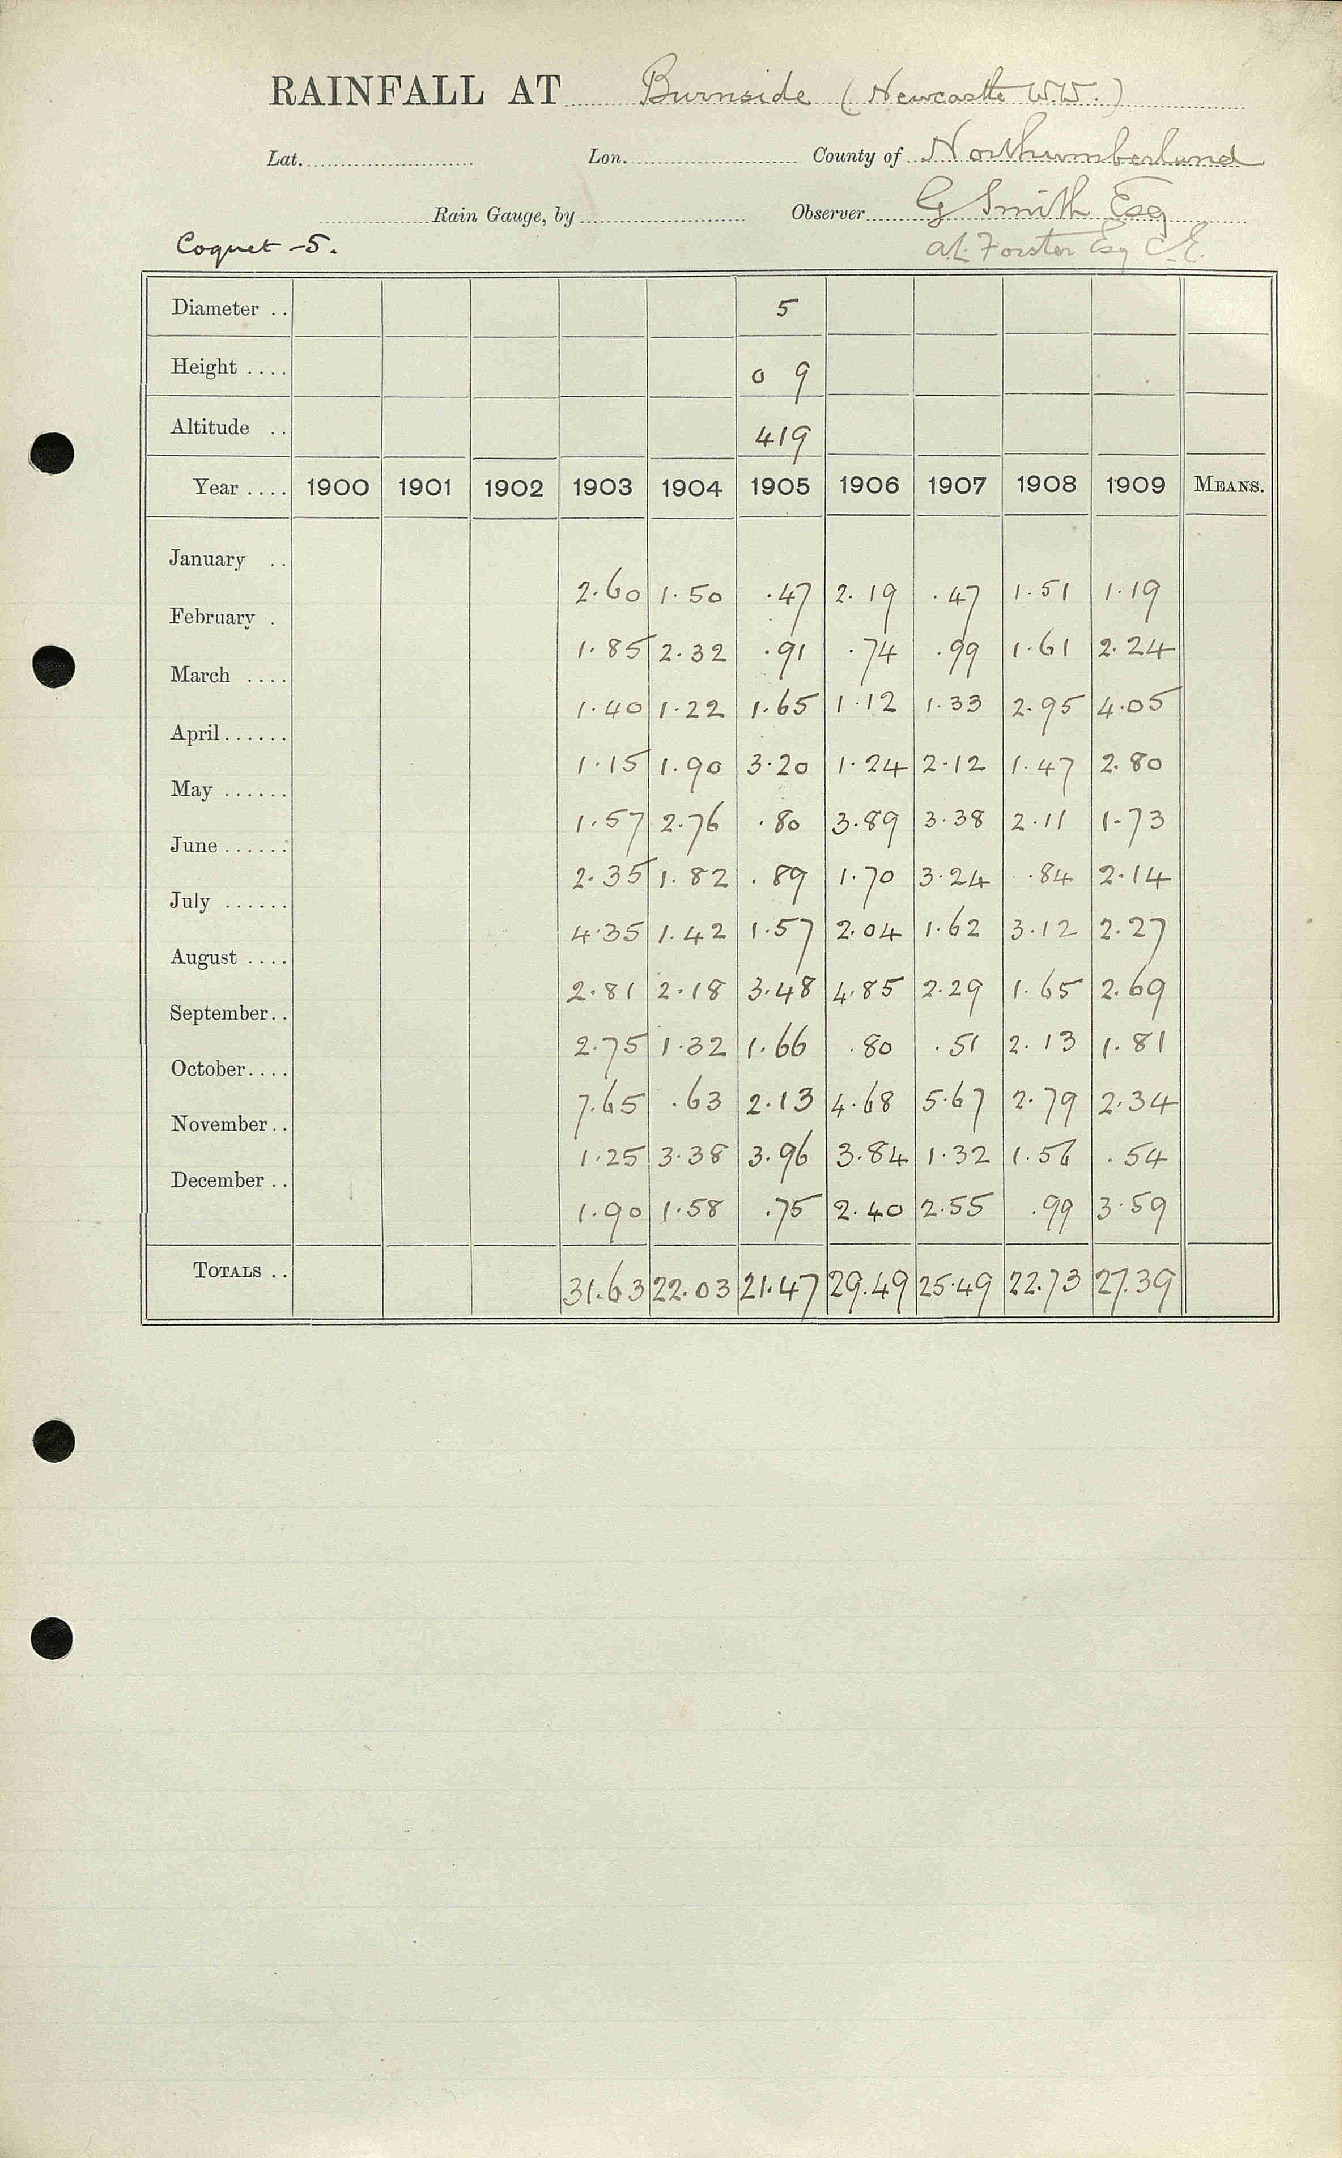 RAINFALL AT Burnside (Newcastle W.W.)
Lat. Lon. County of Northumberland
Rain Gauge, by Observer G Smith Esq
Coquet -5. Forster Esq C.E.
Diameter .. 5
Height .... 0 9
Altitude .. 419
Year .... 1900 1901 1902 1903 1904 1905 1906 1907 1908 1909 MEANS.
January .. 2.60 1.50 .47 2.19 .47 1.51 1.19
February . 1.85 2.32 .91 .74 .99 1.61 2.24
March .... 1.40 1.22 1.65 1.12 1.33 2.95 4.05
April...... 1.15 1.90 3.20 1.24 2.12 1.47 2.80
May ...... 1.57 2.76 .80 3.89 3.38 2.11 1.73
June ...... 2.35 1.82 .89 1.70 3.24 .84 2.14
July ...... 4.35 1.42 1.57 2.04 1.62 3.12 2.27
August .... 2.81 2.18 3.48 4.85 2.29 1.65 2.69
September.. 2.75 1.32 1.66 .80 .51 2.13 1.81
October.... 7.65 .63 2.13 4.68 5.67 2.79 2.34
November.. 1.25 3.38 3.96 3.84 1.32 1.56 .54
December .. 1.90 1.58 .75 2.40 2.55 .99 3.59
TOTALS .. 31.63 22.03 21.47 29.49 25.49 22.73 27.39